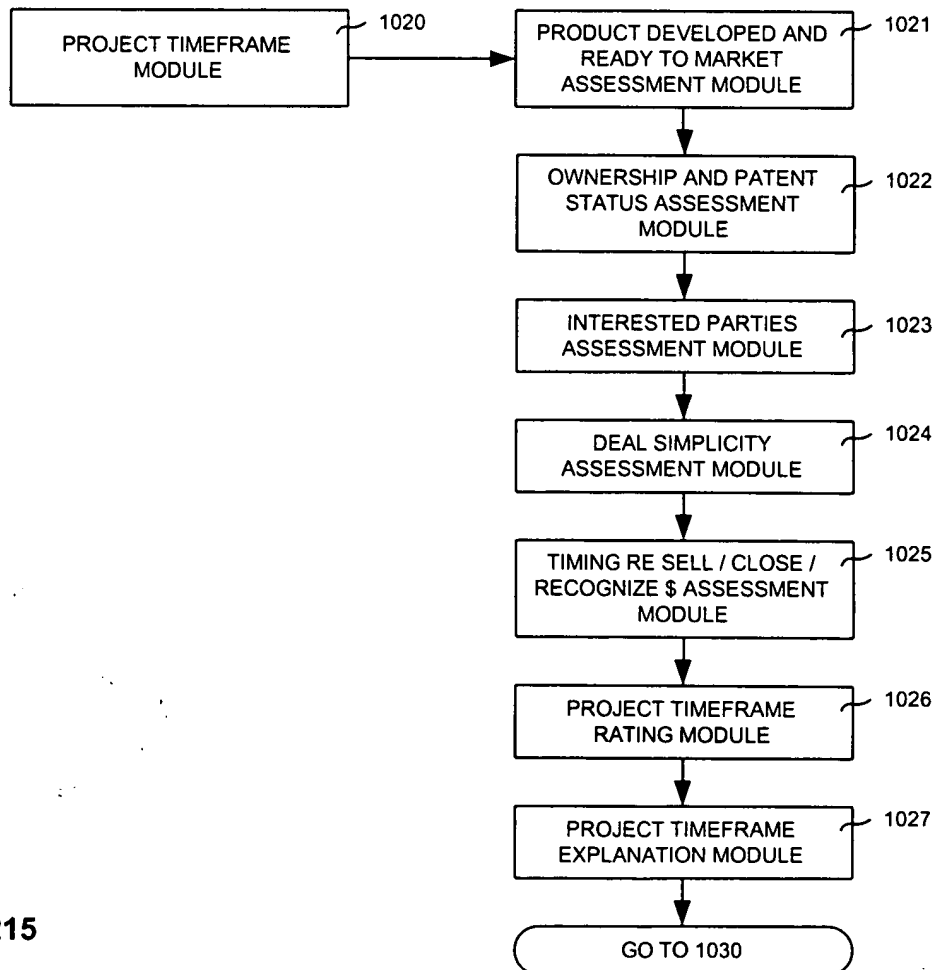 PROJECT TIMEFRAME
MODULE
1020
PRODUCT DEVELOPED AND
READY TO MARKET
ASSESSMENT MODULE
1021
OWNERSHIP AND PATENT
STATUS ASSESSMENT
MODULE
1022
INTERESTED PARTIES
ASSESSMENT MODULE
1023
DEAL SIMPLICITY
ASSESSMENT MODULE
1024
TIMING RE SELL / CLOSE /
RECOGNIZE $ ASSESSMENT
MODULE
1025
PROJECT TIMEFRAME
RATING MODULE
1026
PROJECT TIMEFRAME
EXPLANATION MODULE
1027
GO TO 1030
15